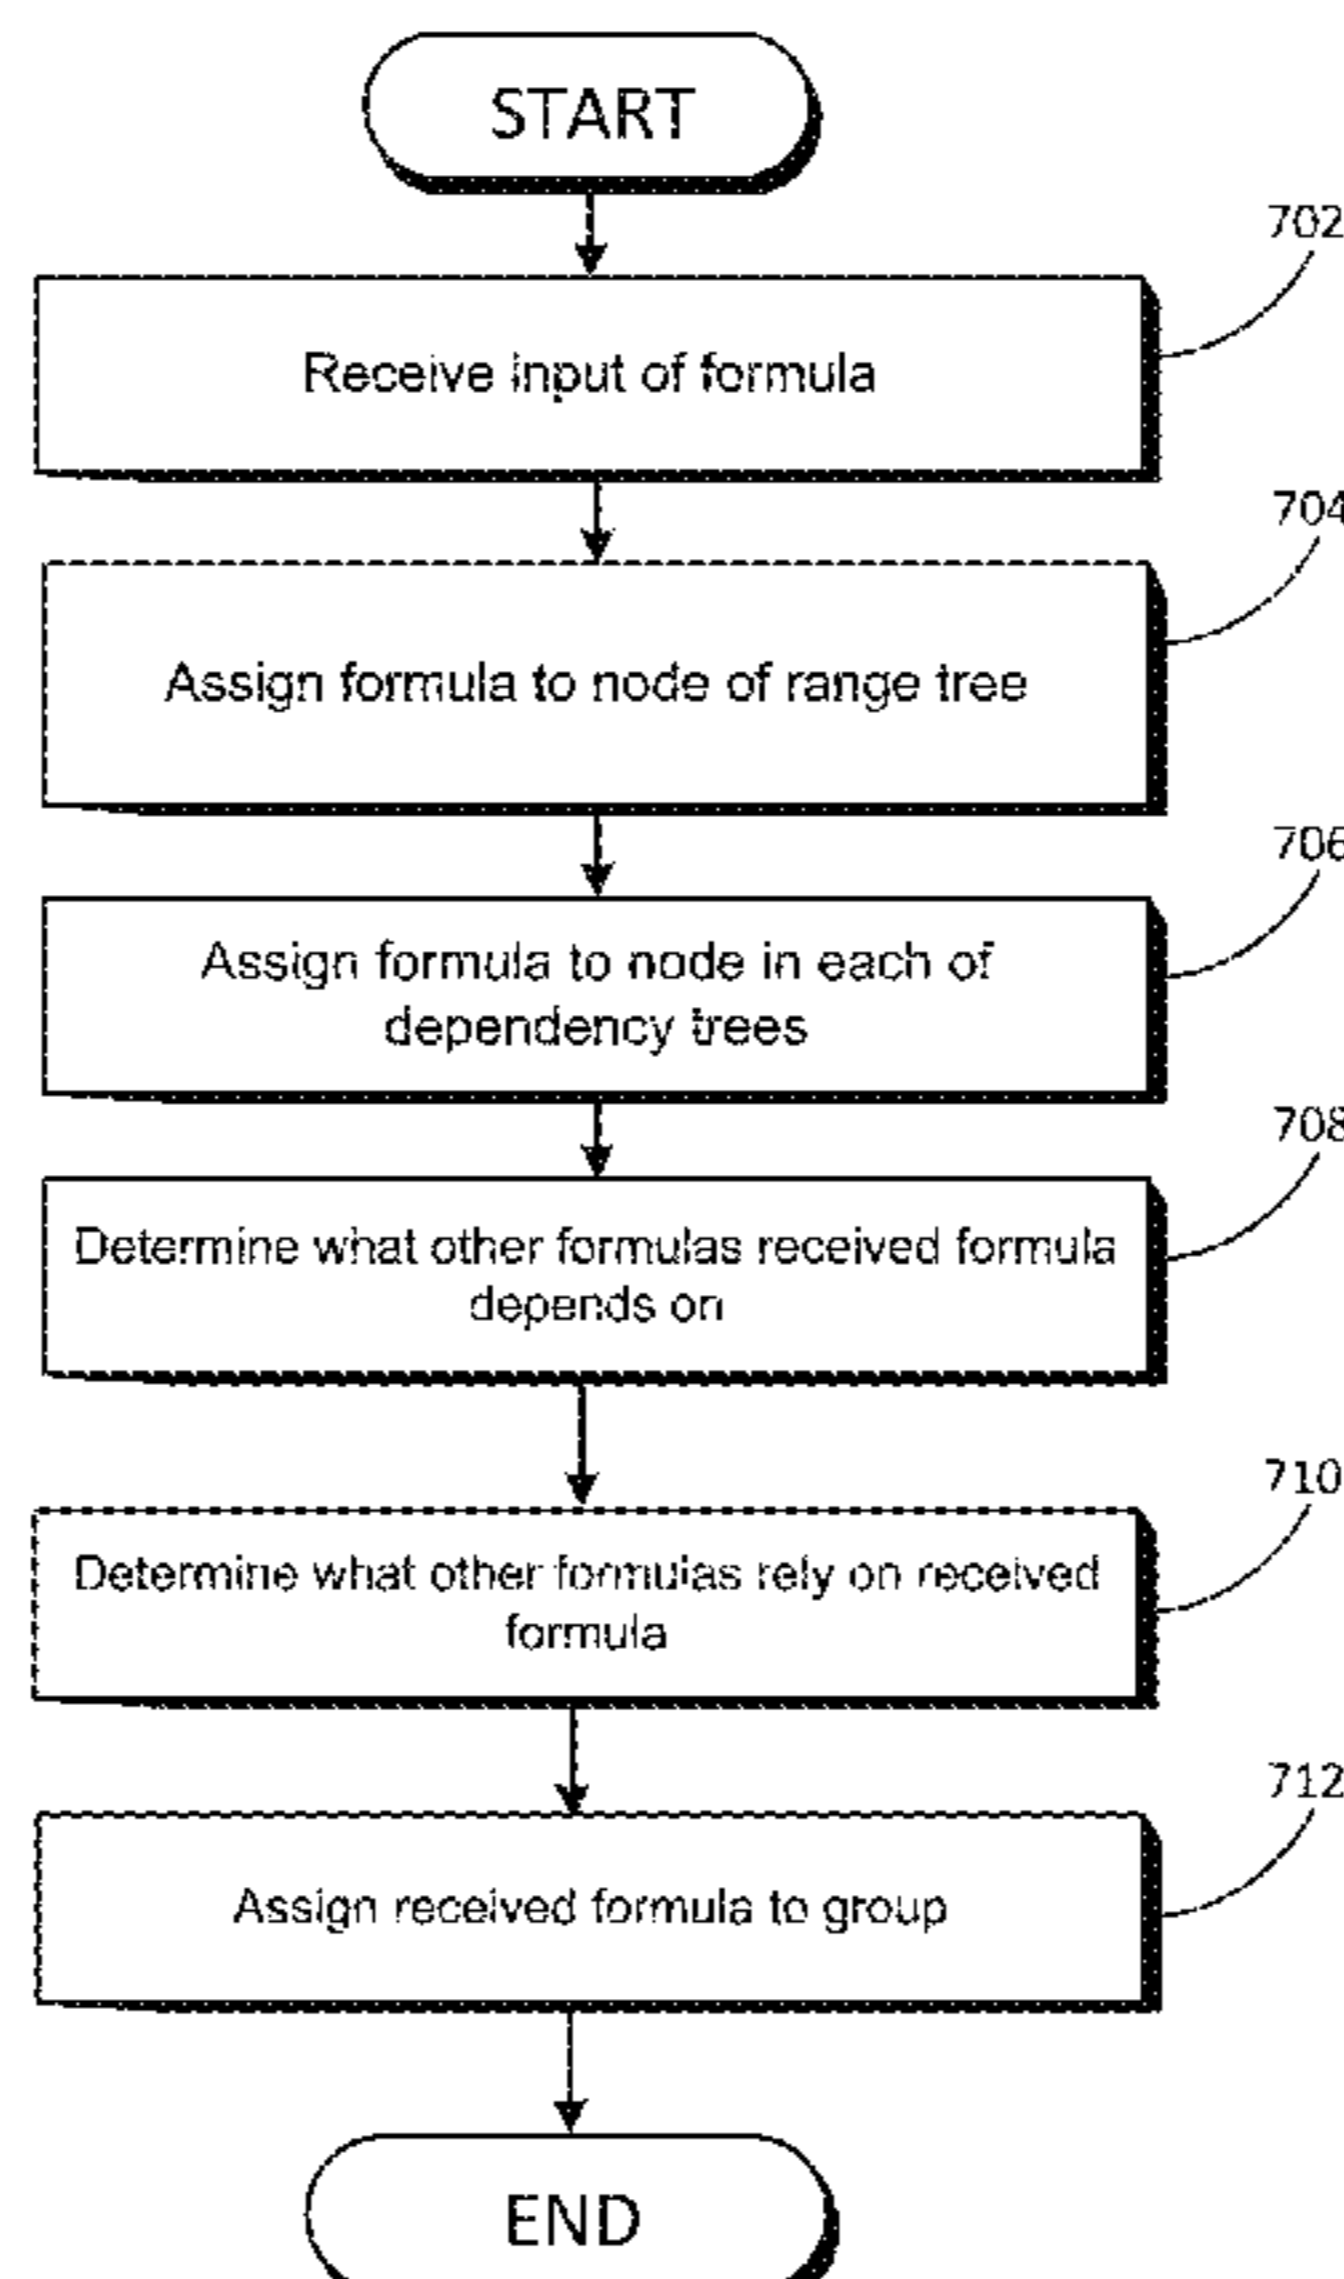 START
702
Receive input of formula
704
Assign formula to node of range tree
706
Assign formula to node in each of
dependency trees
708
Determine what other formulas received formula
depends on
710
Determine what other formulas rely on received
formula
712
Assign received formula to group
END